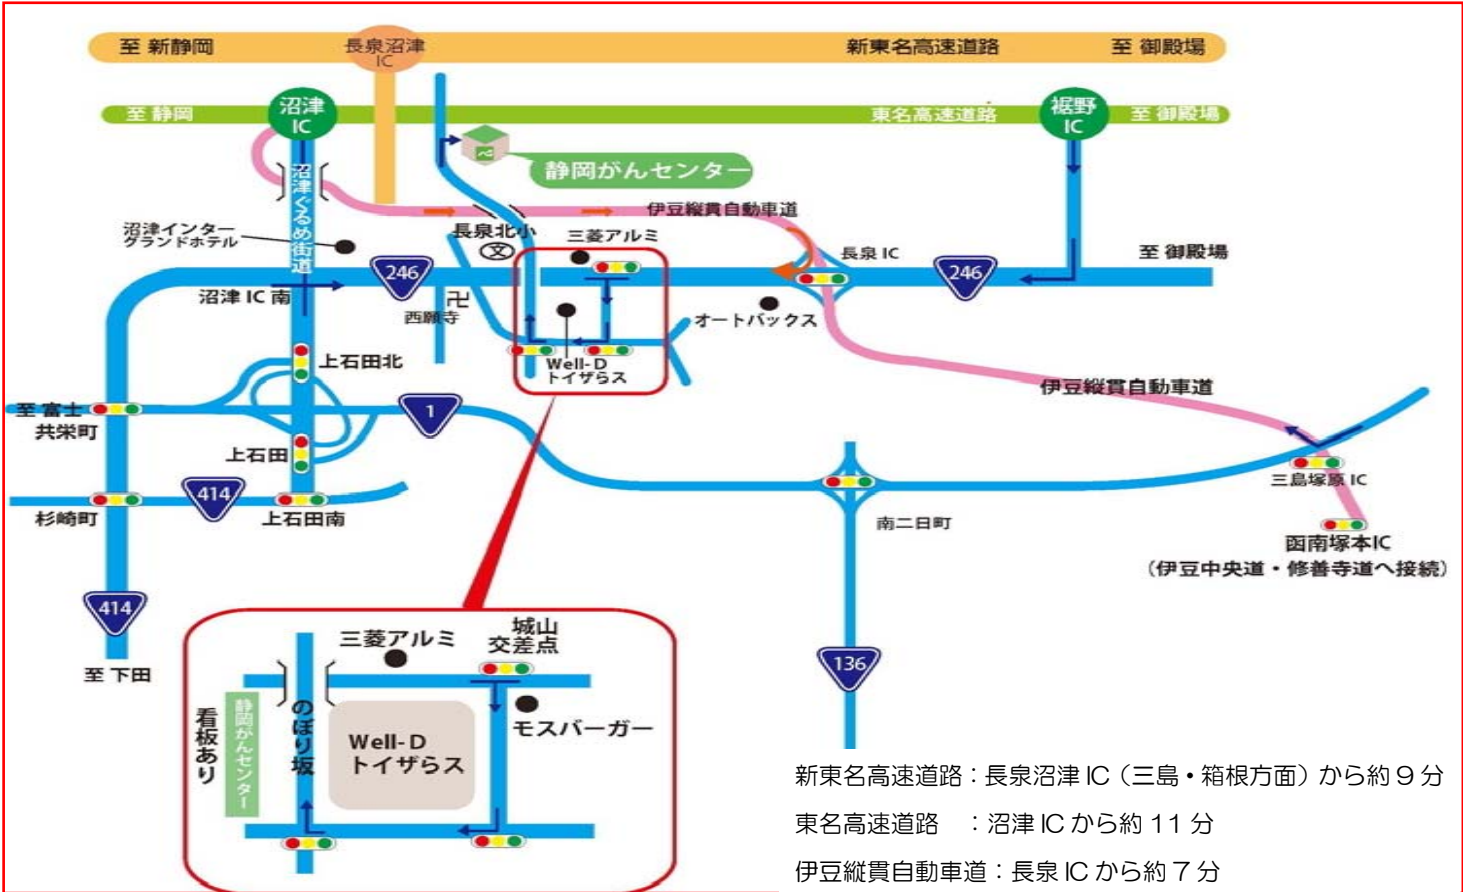 至 新静岡
長泉沼津
IC
新東名高速道路
至 御殿場
至 静岡
沼津
IC
東名高速道路
裾野
IC
至 御殿場
静岡がんセンター
沼津ぐるめ街道
伊豆縦貫自動車道
沼津インター
グランドホテル
長泉北小
文
三菱アルミ
長泉 IC
至 御殿場
246
246
沼津 IC 南
卍
西願寺
オートバックス
Well-D
トイザらス
上石田北
伊豆縦貫自動車道
至 富士
共栄町
1
上石田
三島塚原 IC
414
杉崎町
上石田南
南二日町
函南塚本IC
(伊豆中央道・修善寺道へ接続)
414
至 下田
136
三菱アルミ
城山
交差点
モスバーガー
看板あり
静岡がんセンター
のぼり坂
Well-D
トイザらス
新東名高速道路：長泉沼津 IC（三島・箱根方面）から約 9 分
東名高速道路　：沼津 IC から約 11 分
伊豆縦貫自動車道：長泉 IC から約 7 分